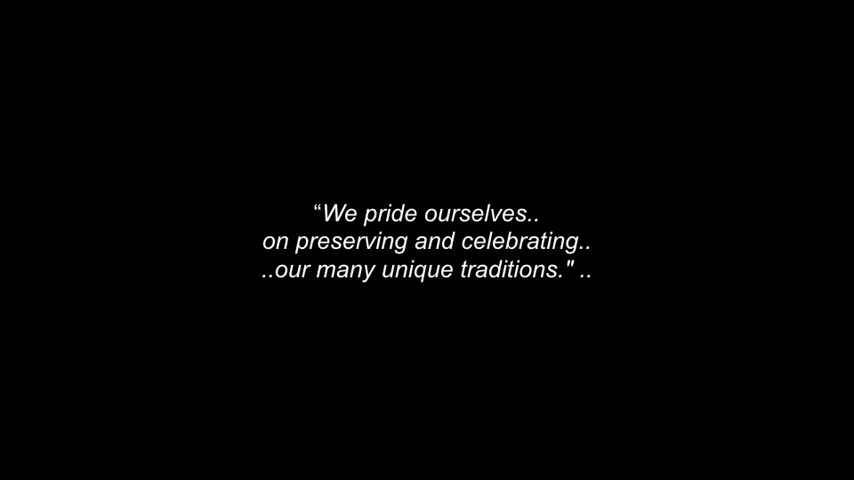 “We pride ourselves..
on preserving and celebrating..
..our many unique traditions." ..